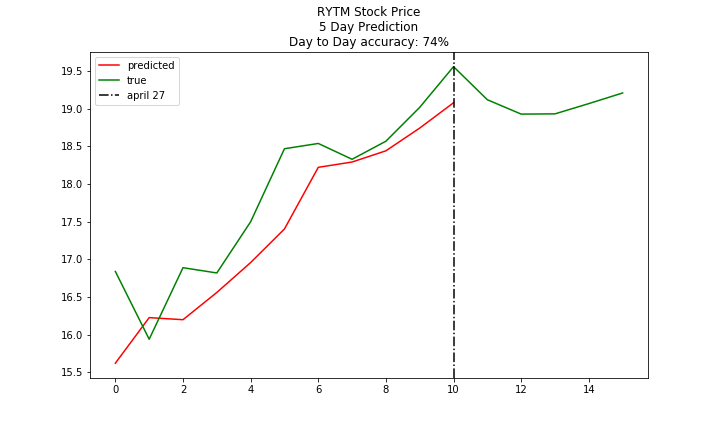 RYTM Stock Price
5 Day Prediction
Day to Day accuracy: 74%
predicted
true
april 27
19.5
19.0
18.5
18.0
17.5
17.0
16.5
16.0
15.5
0 2 4 6 8 10 12 14